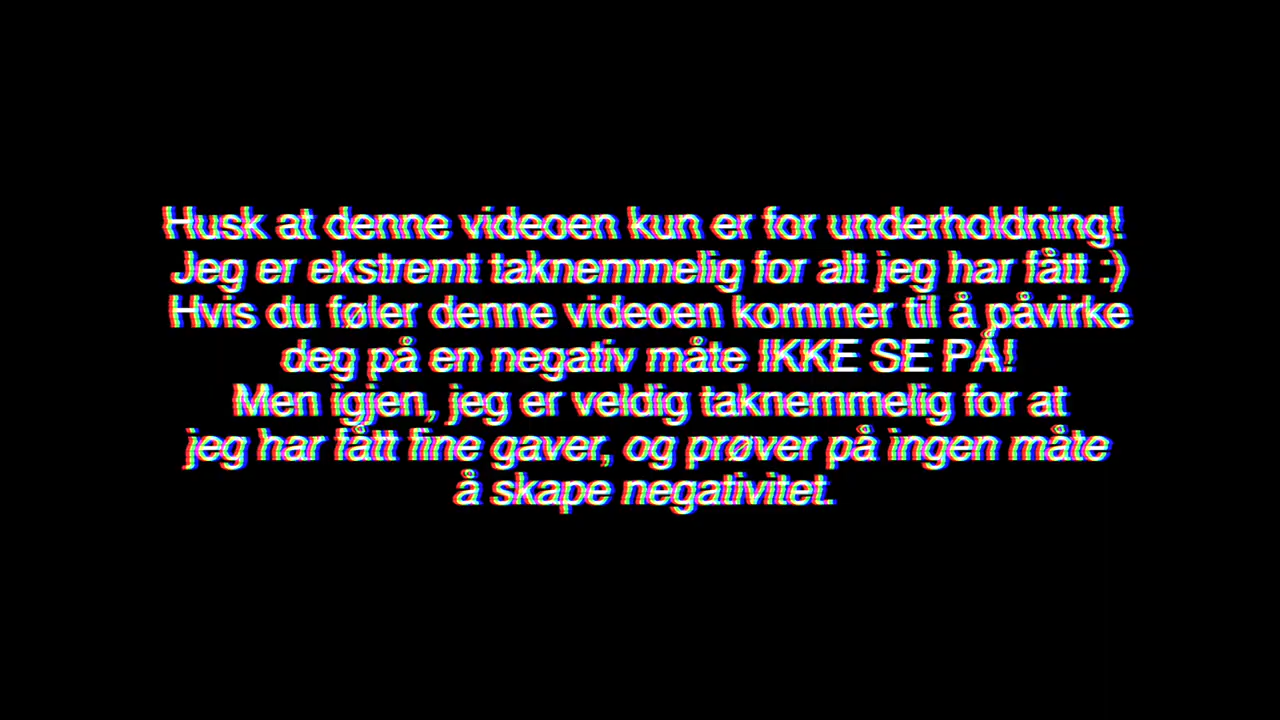 Husk at denne videoen kun er for underholdning!
Jeg er ekstremt taknemmelig for alt jeg har fått :)
Hvis du føler denne videoen kommer til å påvirke
deg på en negativ måte IKKE SE PÅ!
Men igjen, jeg er veldig taknemmelig for at
jeg har fått fine gaver, og prøver på ingen måte
å skape negativitet.